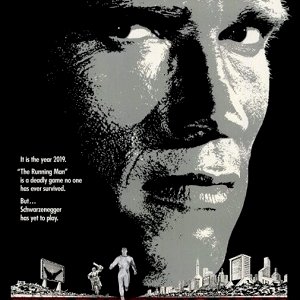 It is the year 2019.
"The Running Man"
is a deadly game no one
has ever survived.
But...
Schwarzenegger
has yet to play.